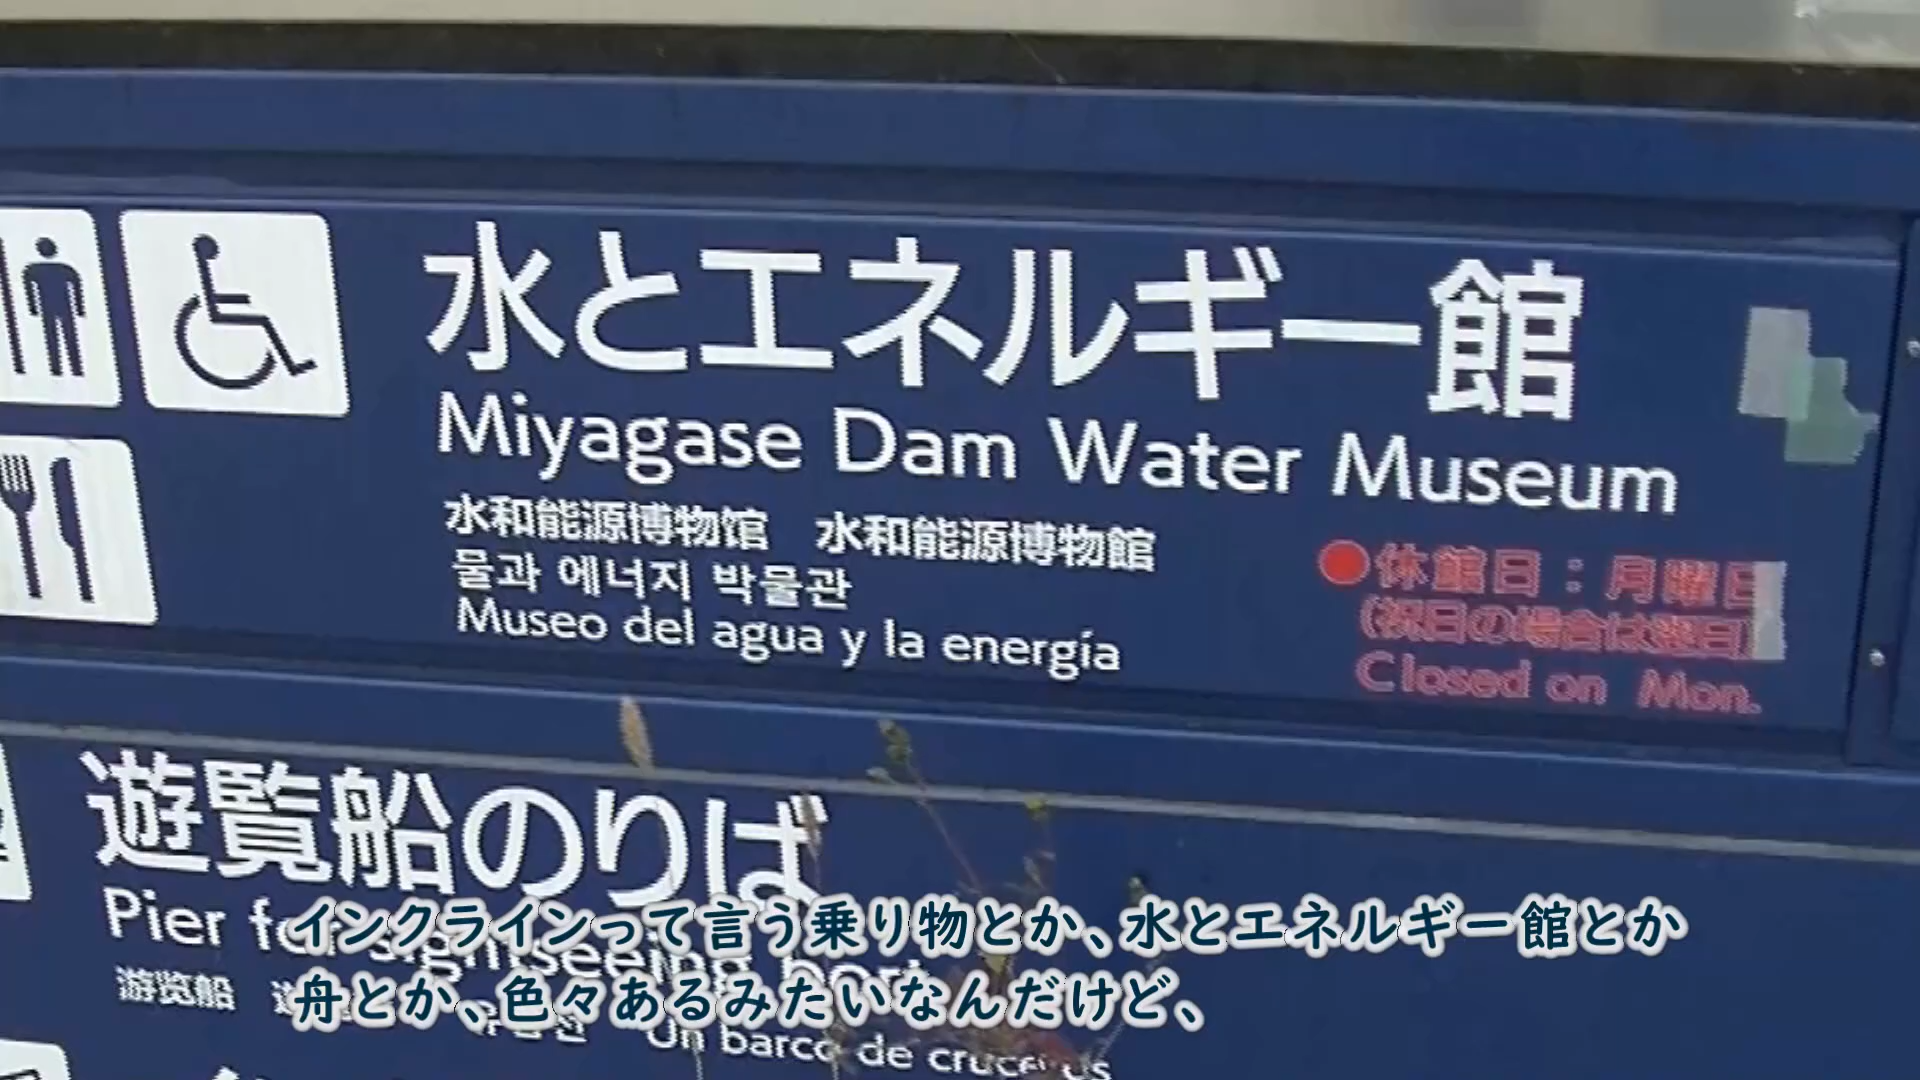 水とエネルギー館
Miyagase Dam Water Museum
水和能源博物馆 水和能源博物館
물과 에너지 박물관
Museo del agua y la energía
●休館日：月曜日
(祝日の場合は翌日)
Closed on Mon.
遊覧船のりば
Pier for sightseeing
游览船
Un barco de
インクラインって言う乗り物とか、水とエネルギー館とか
舟とか、色々あるみたいなんだけど、